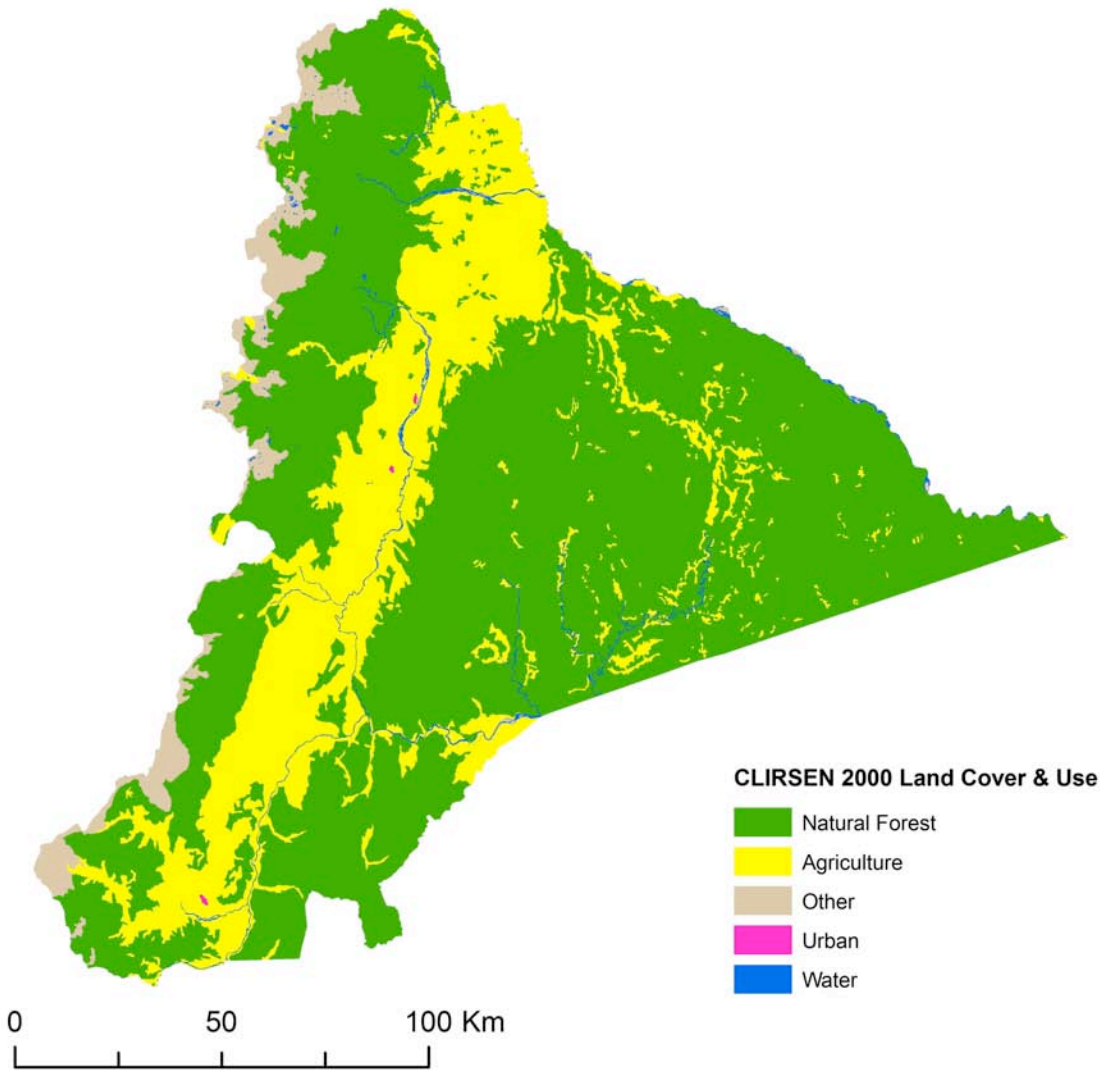 CLIRSEN 2000 Land Cover & Use
Natural Forest
Agriculture
Other
Urban
Water
0 50 100 Km